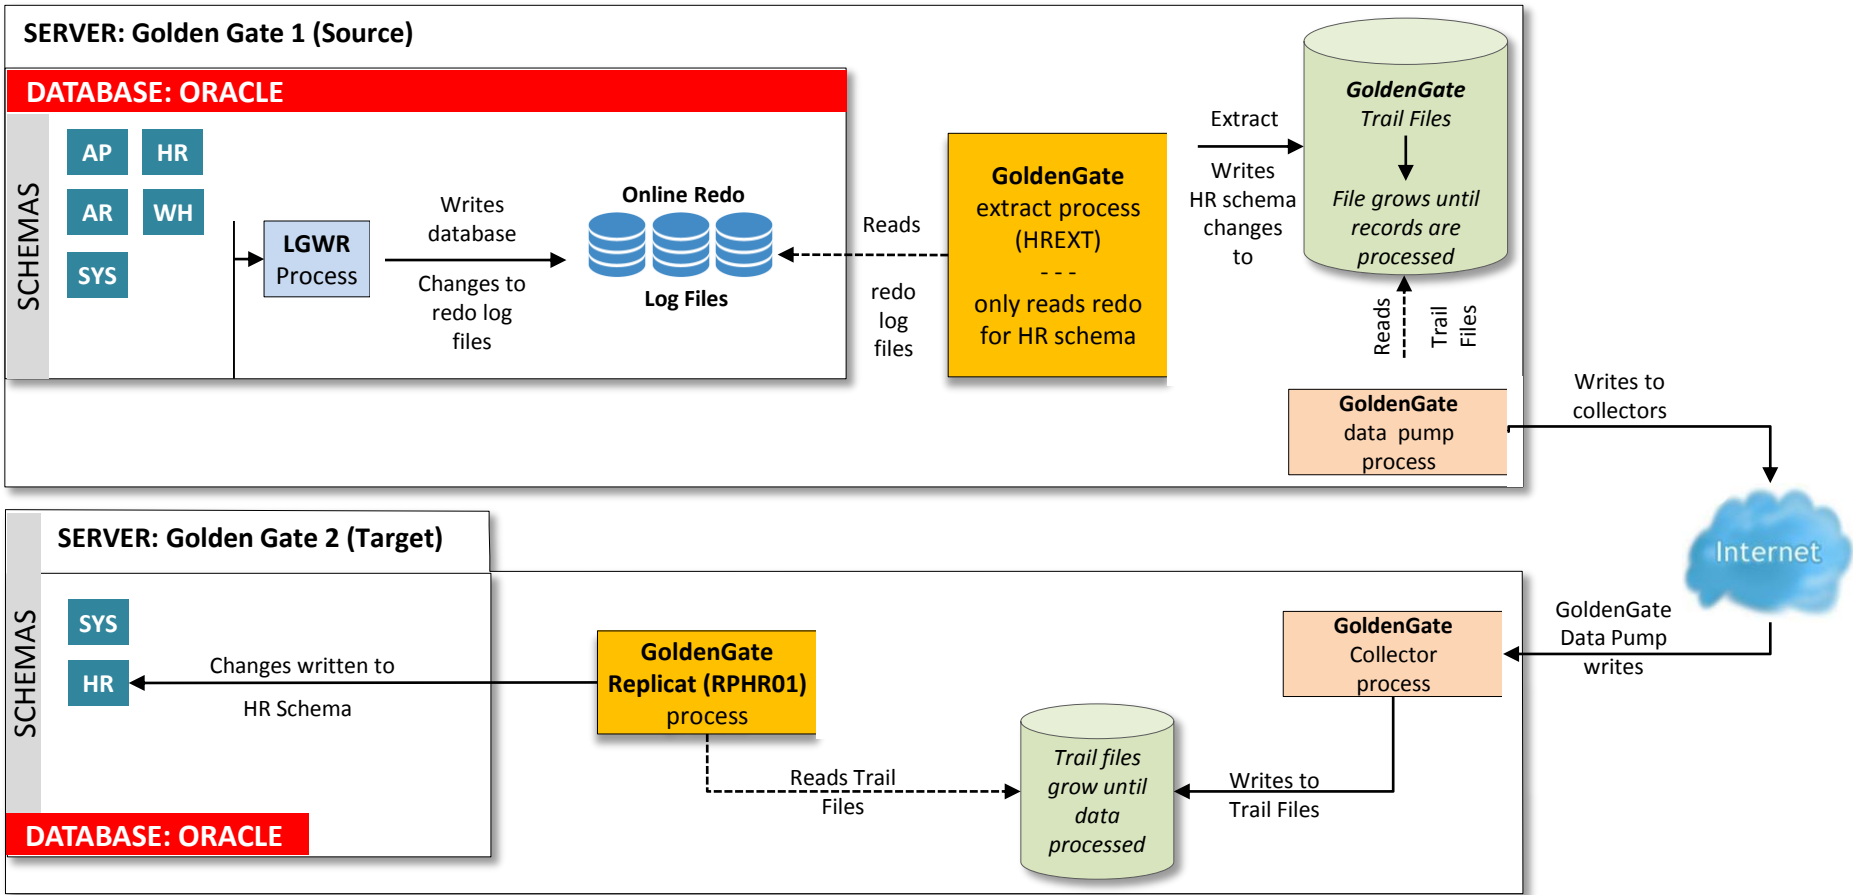 SERVER: Golden Gate 1 (Source)
DATABASE: ORACLE
SCHEMAS
AP
HR
AR
WH
SYS
LGWR
Process
Writes
database
Changes to
redo log
files
Online Redo
Log Files
Reads
redo
log
files
GoldenGate
extract process
(HREXT)
- - -
only reads redo
for HR schema
Extract
Writes
HR schema
changes
to
GoldenGate
Trail Files
File grows until
records are
processed
Reads
Trail
Files
GoldenGate
data pump
process
Writes to
collectors
Internet
GoldenGate
Data Pump
writes
SERVER: Golden Gate 2 (Target)
SCHEMAS
SYS
HR
Changes written to
HR Schema
GoldenGate
Replicat (RPHR01)
process
Reads Trail
Files
Trail files
grow until
data
processed
Writes to
Trail Files
GoldenGate
Collector
process
DATABASE: ORACLE